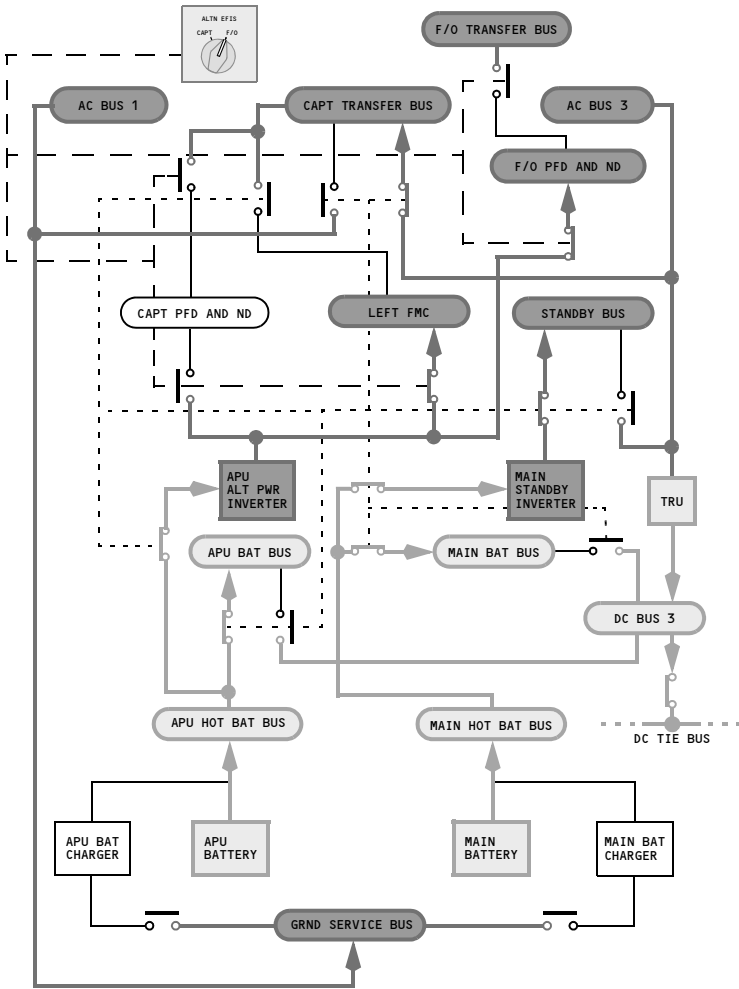 ALTN EFIS
CAPT F/O
F/O TRANSFER BUS
AC BUS 1
CAPT TRANSFER BUS
AC BUS 3
F/O PFD AND ND
CAPT PFD AND ND
LEFT FMC
STANDBY BUS
APU
ALT PWR
INVERTER
MAIN
STANDBY
INVERTER
TRU
APU BAT BUS
MAIN BAT BUS
DC BUS 3
APU HOT BAT BUS
MAIN HOT BAT BUS
DC TIE BUS
APU BAT
CHARGER
APU
BATTERY
MAIN
BATTERY
MAIN BAT
CHARGER
GRND SERVICE BUS